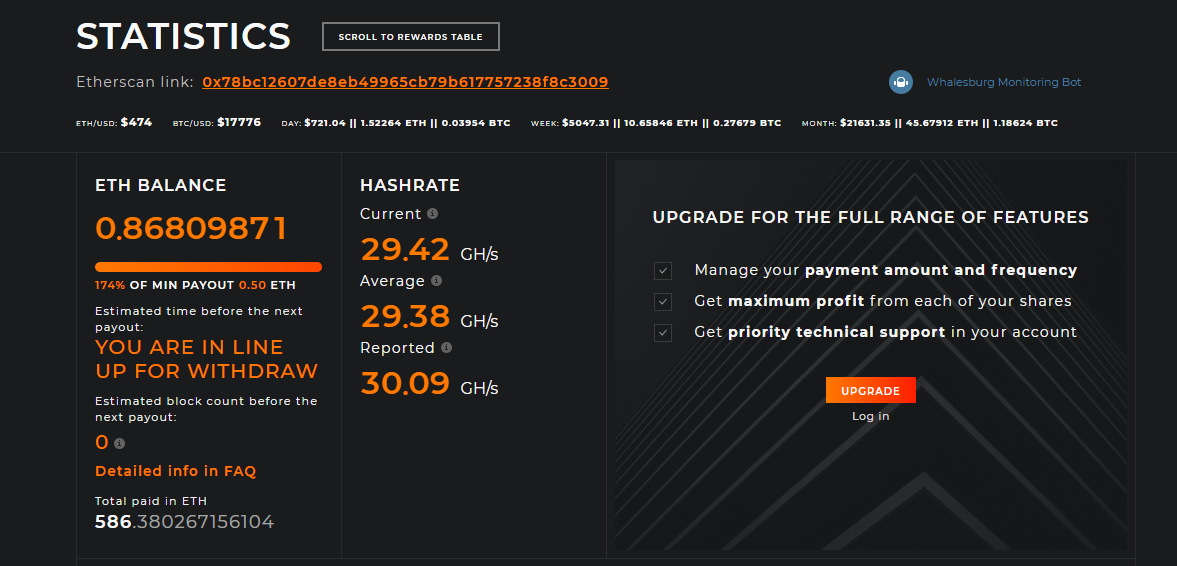 STATISTICS SCROLL TO REWARDS TABLE
Etherscan link: 0x78bc12607de8eb49965cb79b617757238f8c3009 Whalesburg Monitoring Bot
ETH/USD: $474 BTC/USD: $17776 DAY: $721.04 || 1.52264 ETH || 0.03954 BTC WEEK: $5047.31 || 10.65846 ETH || 0.27679 BTC MONTH: $21631.35 || 45.67912 ETH || 1.18624 BTC
ETH BALANCE
0.86809871
174% OF MIN PAYOUT 0.50 ETH
Estimated time before the next
payout:
YOU ARE IN LINE
UP FOR WITHDRAW
Estimated block count before the
next payout:
0
Detailed info in FAQ
Total paid in ETH
586.380267156104
HASHRATE
Current
29.42 GH/s
Average
29.38 GH/s
Reported
30.09 GH/s
UPGRADE FOR THE FULL RANGE OF FEATURES
Manage your payment amount and frequency
Get maximum profit from each of your shares
Get priority technical support in your account
UPGRADE
Log in